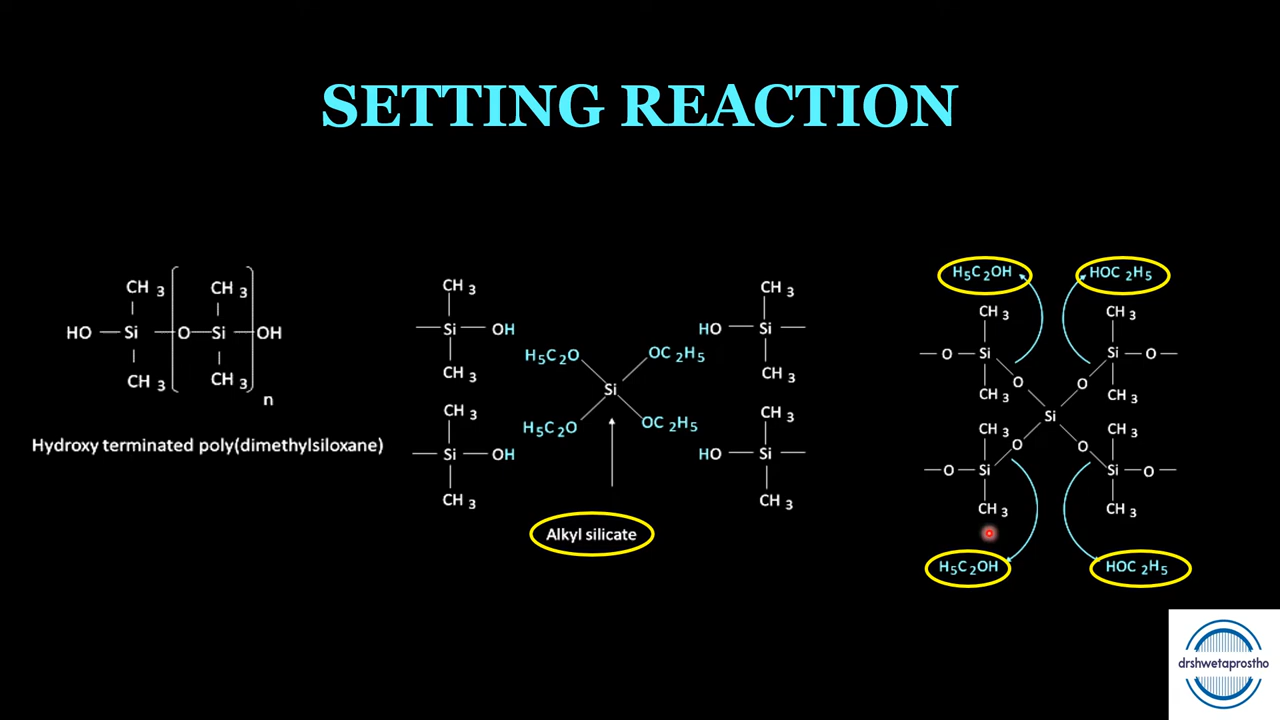 SETTING REACTION
CH 3 CH 3
HO Si O Si OH
CH 3 CH 3
n
Hydroxy terminated poly(dimethylsiloxane)
CH 3 CH 3
Si OH HO Si
H5C2O OC 2H5
CH 3 CH 3
Si
CH 3 CH 3
H5C2O OC 2H5
Si OH HO Si
CH 3 CH 3
Alkyl silicate
H5C2OH HOC 2H5
CH 3 CH 3
O Si Si O
O O
CH 3 CH 3
Si
CH 3 CH 3
O O
O Si Si O
CH 3 CH 3
H5C2OH HOC 2H5
drshwetaprostho